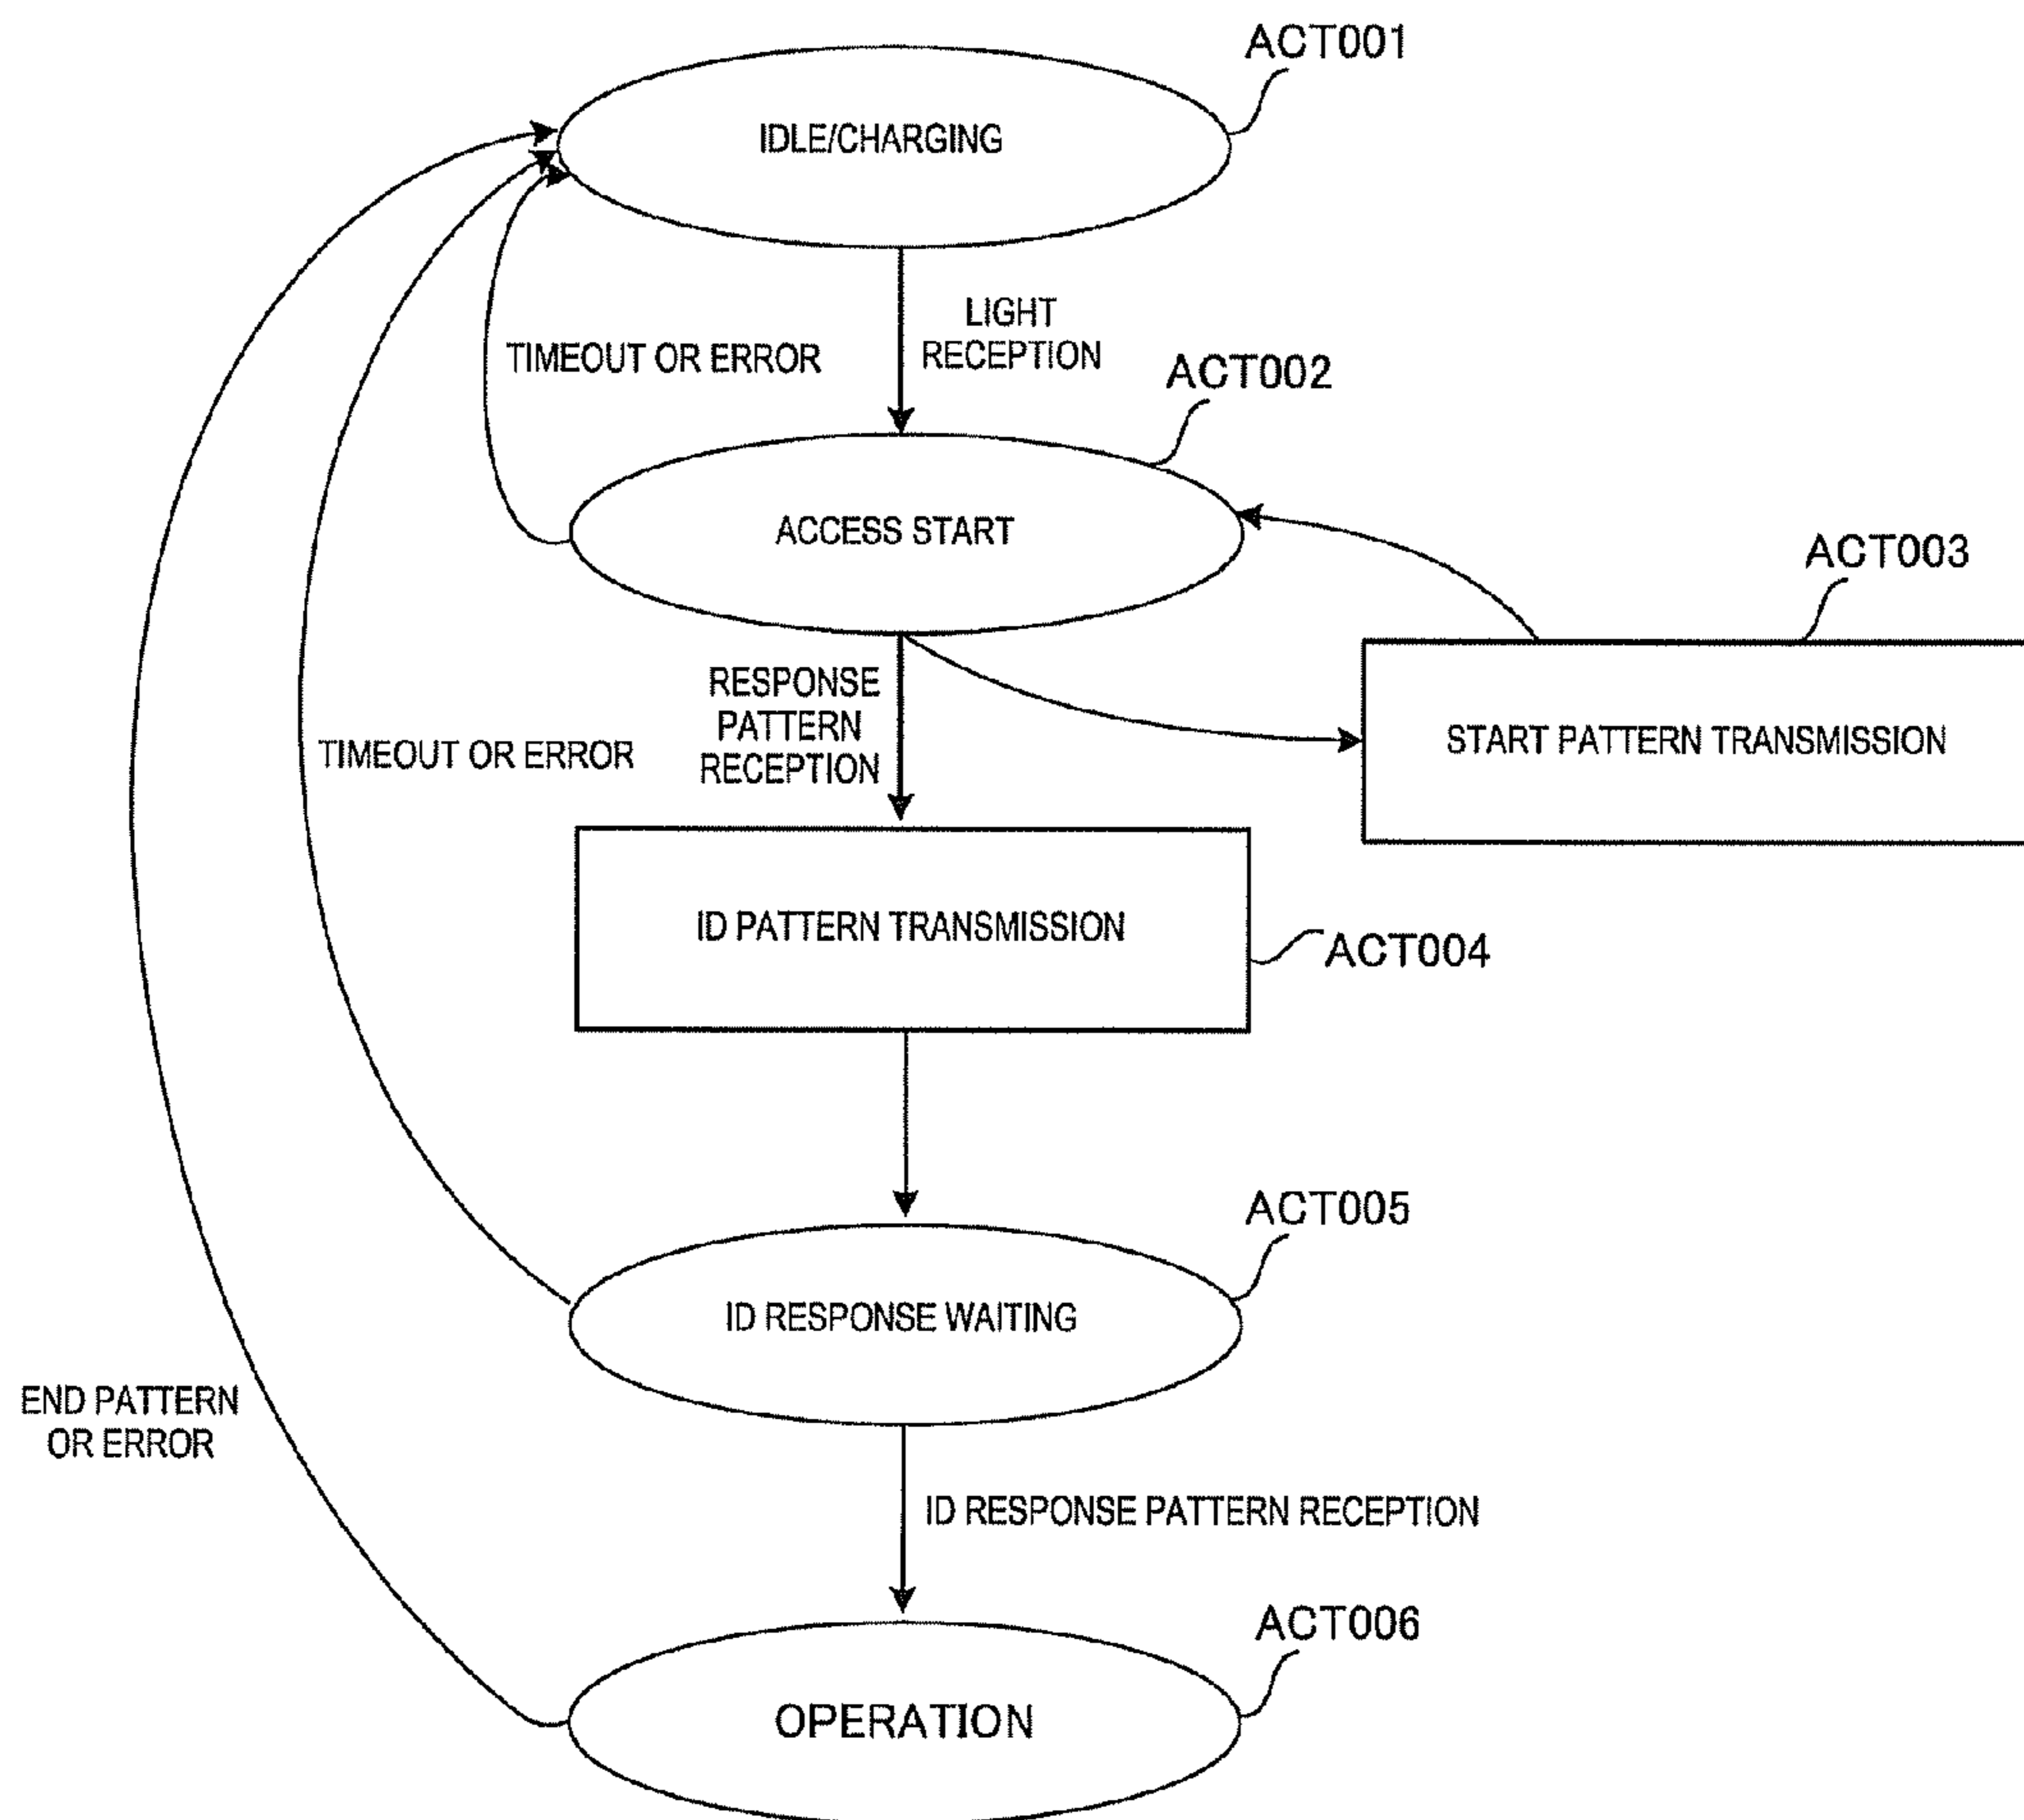 ACT001
IDLE/CHARGING
LIGHT
RECEPTION
TIMEOUT OR ERROR
ACT002
ACCESS START
ACT003
RESPONSE
PATTERN
RECEPTION
START PATTERN TRANSMISSION
TIMEOUT OR ERROR
ID PATTERN TRANSMISSION
ACT004
ACT005
ID RESPONSE WAITING
END PATTERN
OR ERROR
ID RESPONSE PATTERN RECEPTION
ACT006
OPERATION